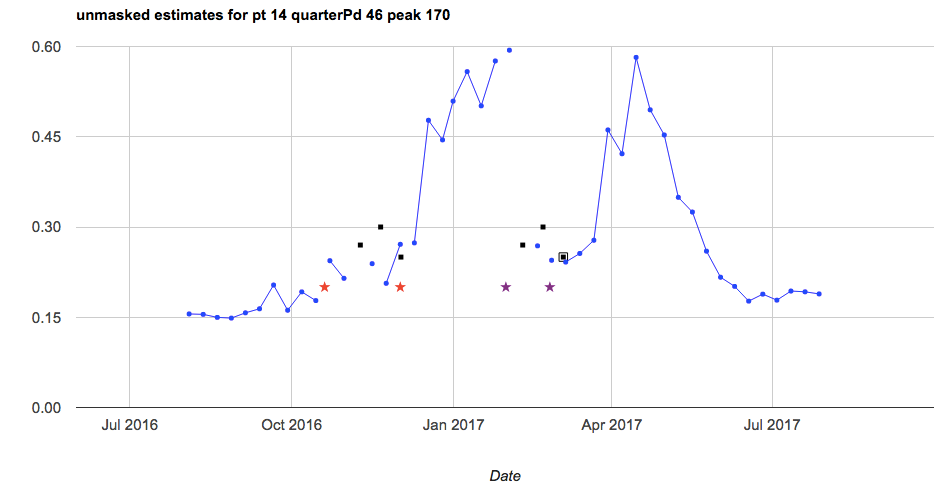 unmasked estimates for pt 14 quarterPd 46 peak 170
0.60
0.45
0.30
0.15
0.00
Jul 2016 Oct 2016 Jan 2017 Apr 2017 Jul 2017
Date